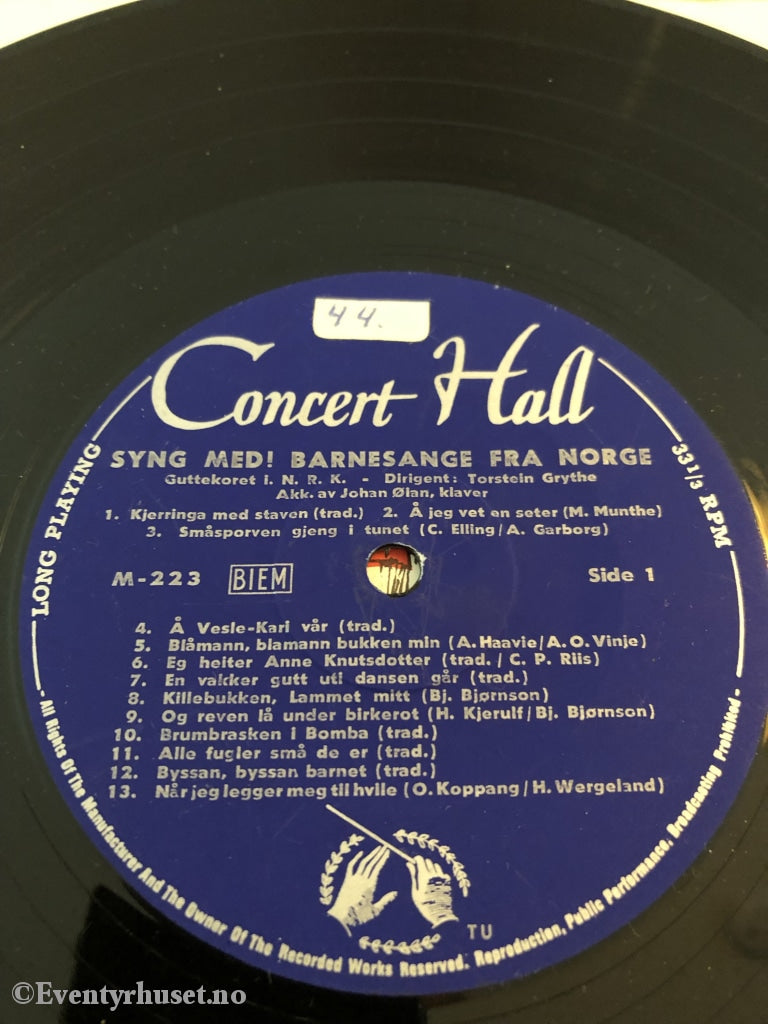 44.
Concert Hall
SYNG MED! BARNESANGE FRA NORGE
Guttekoret i. N. R. K. - Dirigent: Torstein Grythe
Akk. av Johan Ølan, klaver
1. Kjerringa med staven (trad.) 2. Å jeg vet en seter (M. Munthe)
3. Småsporven gjeng i tunet (C. Elling/A. Garborg)
LONG PLAYING
33 1/3 RPM
M-223 BIEM Side 1
4. Å Vesle-Kari vår (trad.)
5. Blåmann, blamann bukken min (A. Haavie/A. O. Vinje)
6. Eg heiter Anne Knutsdotter (trad. / C. P. Riis)
7. En vakker gutt uti dansen går (trad.)
8. Killebukken, Lammet mitt (Bj. Bjørnson)
9. Og reven lå under birkerot (H. Kjerulf/Bj. Bjørnson)
10. Brumbrasken i Bomba (trad.)
11. Alle fugler små de er (trad.)
12. Byssan, byssan barnet (trad.)
13. Når jeg legger meg til hvile (O. Koppang/H. Wergeland)
TU
- All Rights Of The Manufacturer And The Owner Of The Recorded Works Reserved. Reproduction, Public Performance, Broadcasting Prohibited -
©Eventyrhuset.no